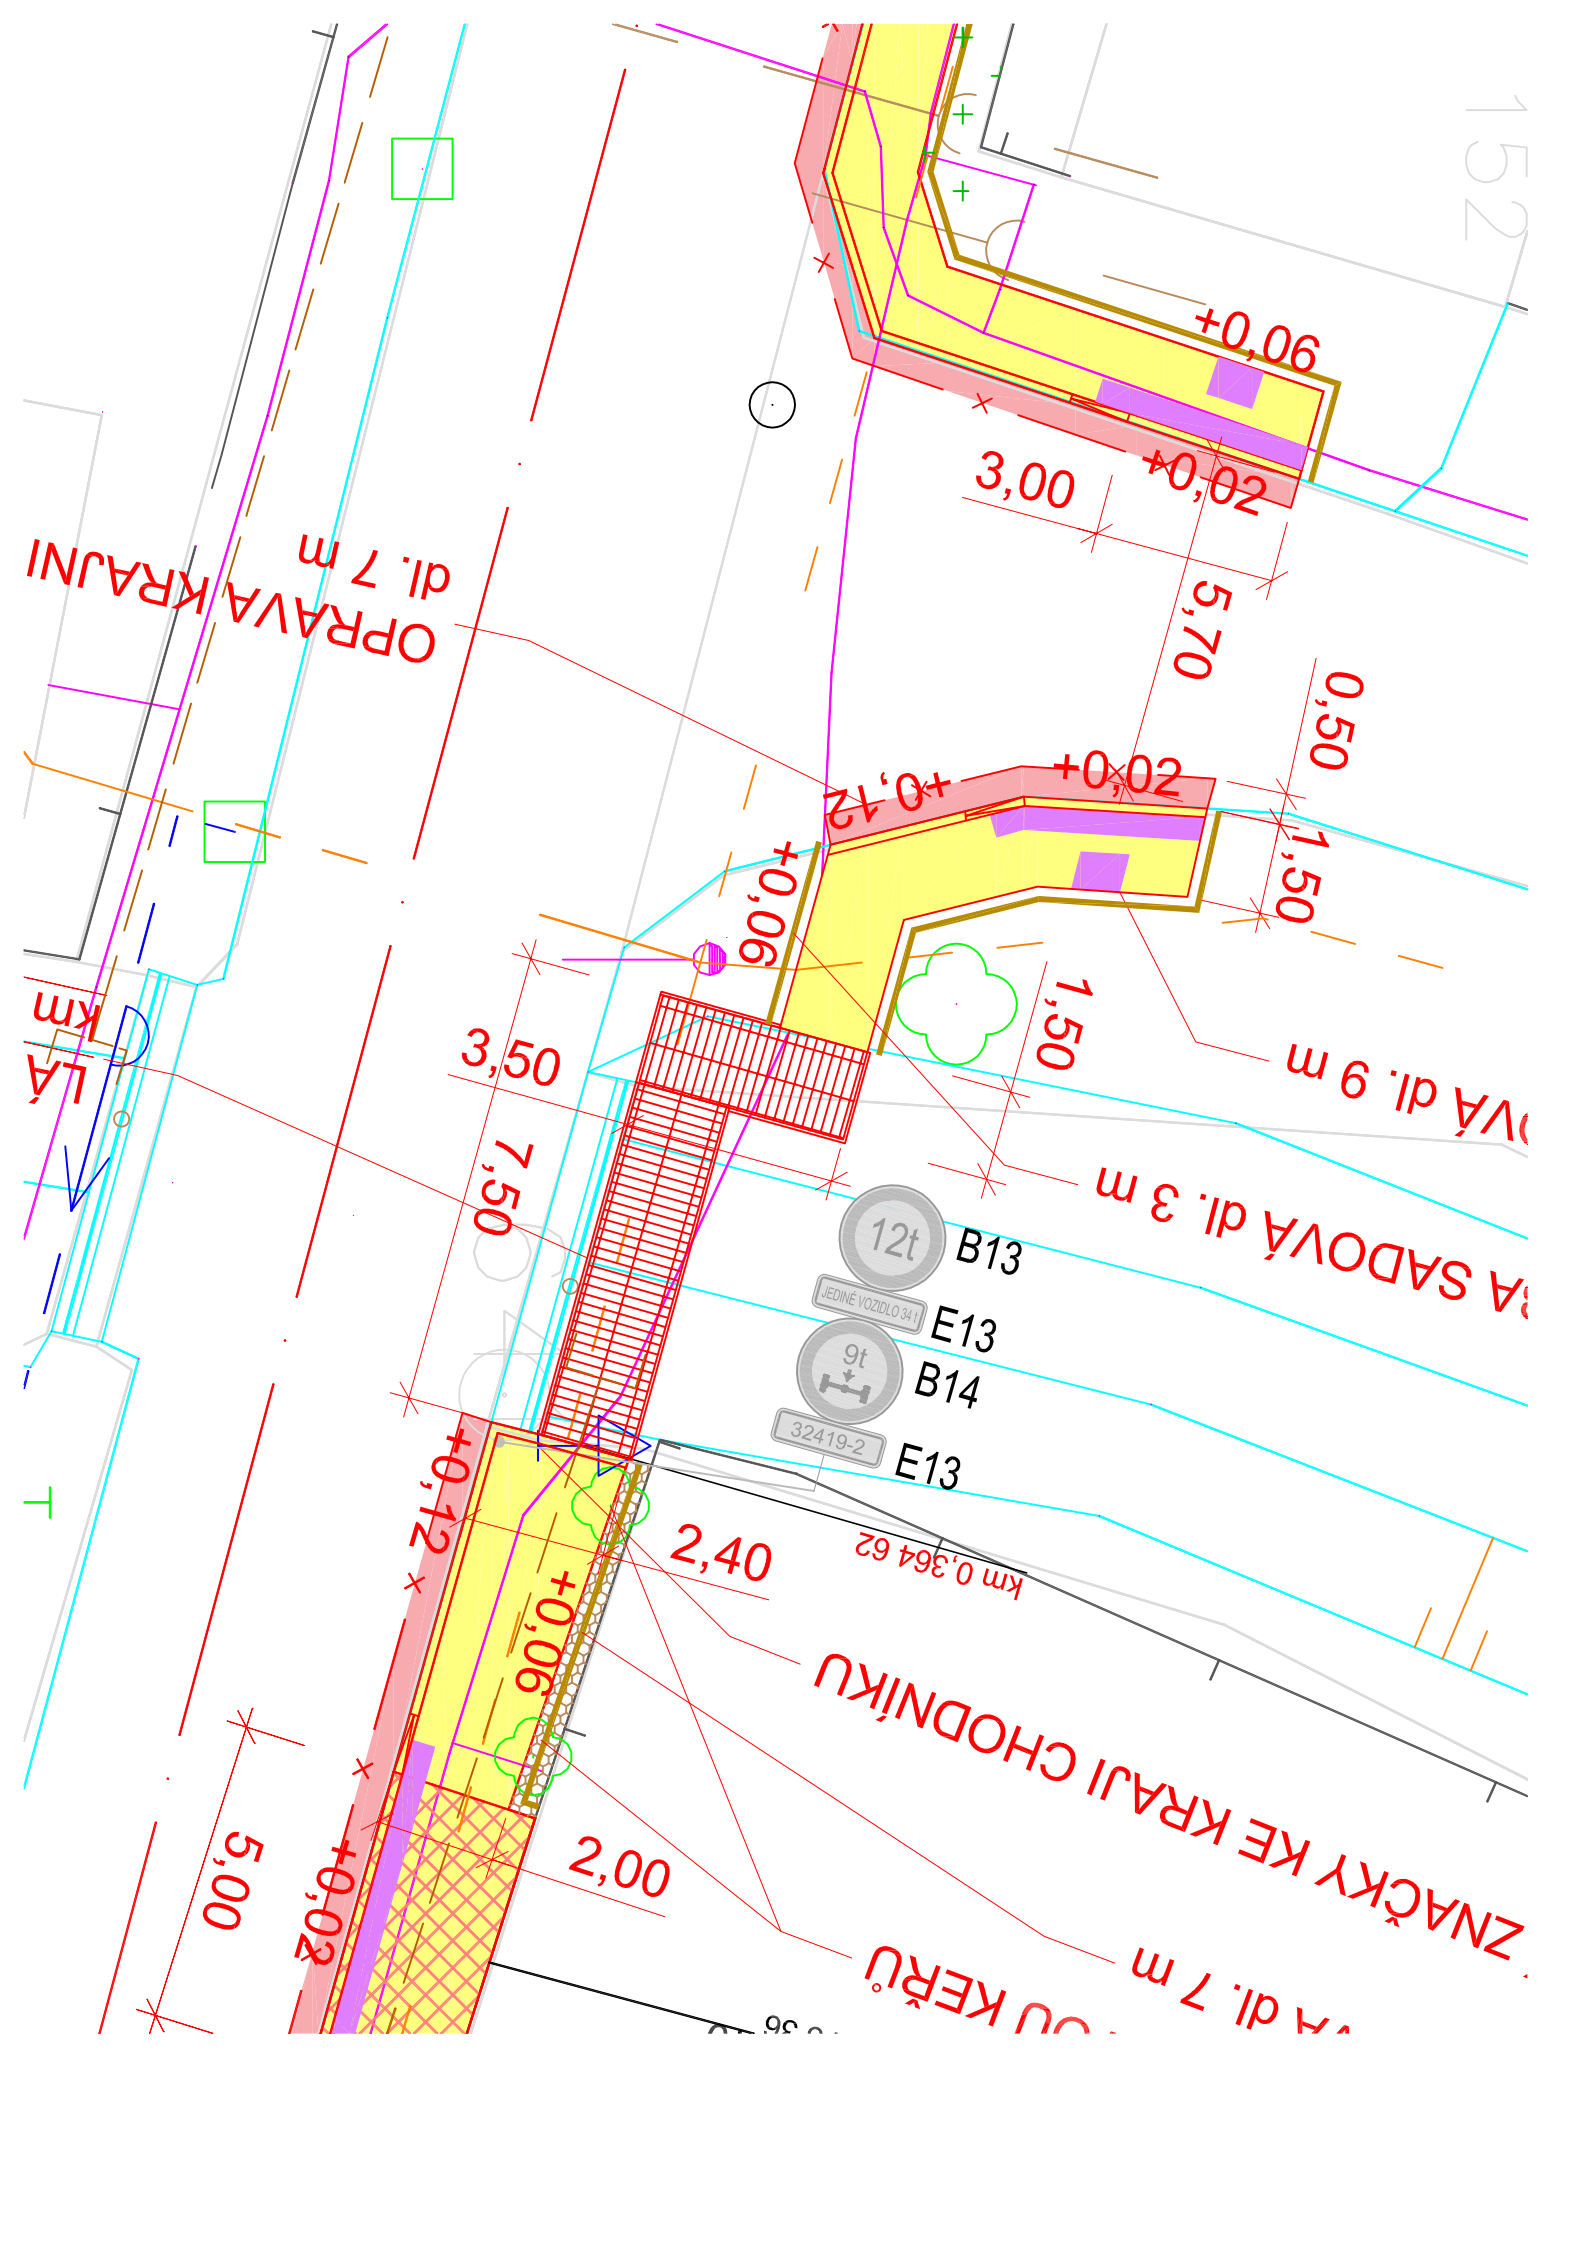 152
+0,06
3,00
+0,02
dl. 7 m
OPRAVA KRAJNI
5,70
0,50
+0,02
+0,12
+0,06
1,50
km
LÁ
3,50
1,50
dl. 9 m
7,50
SADOVÁ dl. 3 m
12t
B13
JEDINÉ VOZIDLO 34 t
E13
9t
B14
32419-2
E13
+0,12
2,40
km 0,364 62
+0,06
ZNAČKY KE KRAJI CHODNÍKU
5,00
+0,02
2,00
dl. 7 m
KEŘŮ